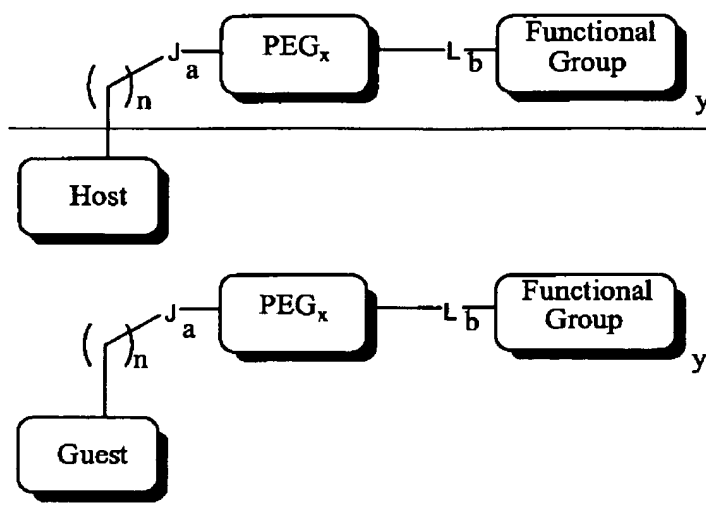 ( ) n J a PEGx L b Functional Group y
Host
( ) n J a PEGx L b Functional Group y
Guest